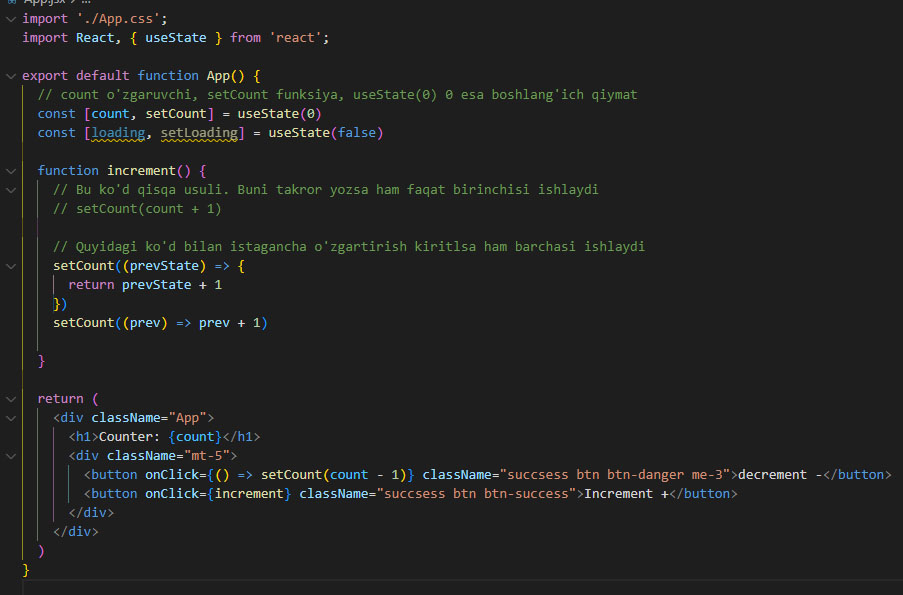 App.jsx > ...
import './App.css';
import React, { useState } from 'react';
export default function App() {
// count o'zgaruvchi, setCount funksiya, useState(0) 0 esa boshlang'ich qiymat
const [count, setCount] = useState(0)
const [loading, setLoading] = useState(false)
function increment() {
// Bu ko'd qisqa usuli. Buni takror yozsa ham faqat birinchisi ishlaydi
// setCount(count + 1)
// Quyidagi ko'd bilan istagancha o'zgartirish kiritlsa ham barchasi ishlaydi
setCount((prevState) => {
return prevState + 1
})
setCount((prev) => prev + 1)
}
return (
<div className="App">
<h1>Counter: {count}</h1>
<div className="mt-5">
<button onClick={() => setCount(count - 1)} className="succsess btn btn-danger me-3">decrement -</button>
<button onClick={increment} className="succsess btn btn-success">Increment +</button>
</div>
</div>
)
}